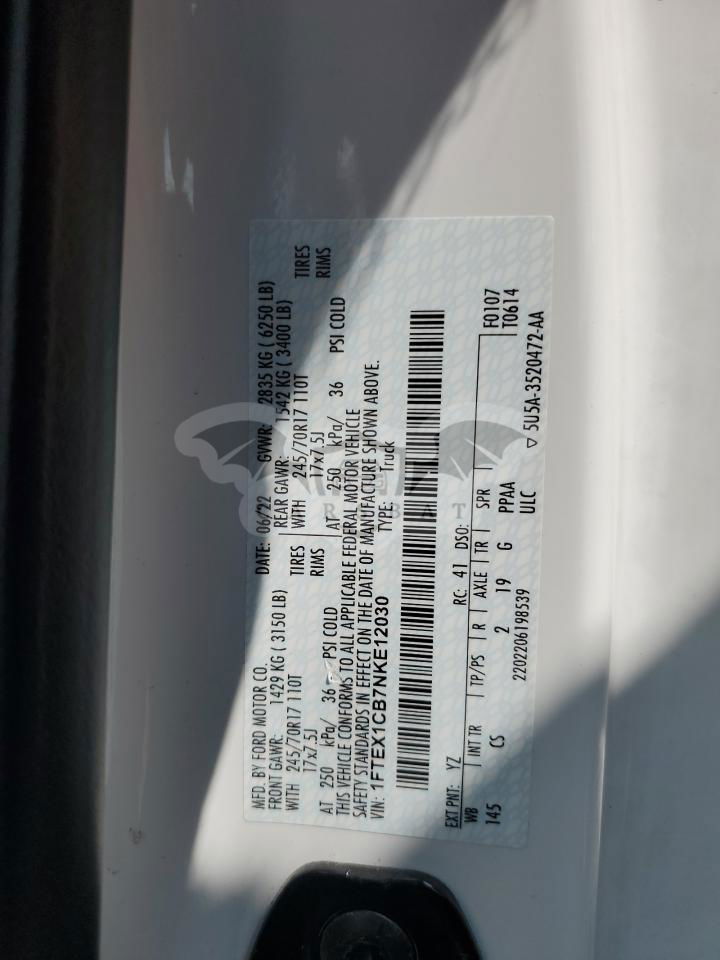 MFD. BY FORD MOTOR CO.
DATE: 06/22 GVWR: 2835 KG ( 6250 LB)
FRONT GAWR: 1429 KG ( 3150 LB)
REAR GAWR: 1542 KG ( 3400 LB)
WITH 245/70R17 110T TIRES
WITH 245/70R17 110T TIRES
17x7.5J RIMS
17x7.5J RIMS
AT 250 kPa/ 36 PSI COLD
AT 250 kPa/ 36 PSI COLD
THIS VEHICLE CONFORMS TO ALL APPLICABLE FEDERAL MOTOR VEHICLE
SAFETY STANDARDS IN EFFECT ON THE DATE OF MANUFACTURE SHOWN ABOVE.
VIN: 1FTEX1CB7NKE12030 TYPE: Truck
EXT PNT: YZ RC: 41 DSO:
WB INT TR TP/PS R AXLE TR SPR F0107
145 CS 2 19 G PPAA T0614
2202206198539 ULC
5U5A-3520472-AA